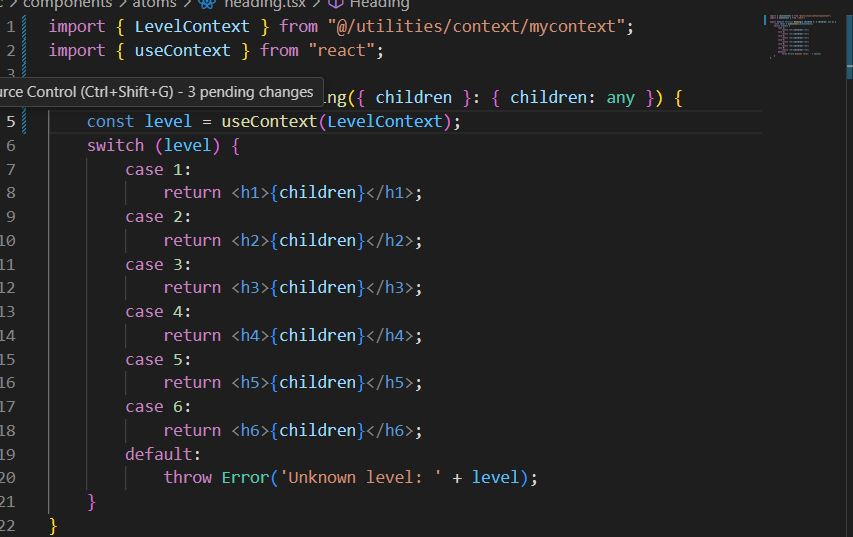 components > atoms > heading.tsx > Heading
1 import { LevelContext } from "@/utilities/context/mycontext";
2 import { useContext } from "react";
3
urce Control (Ctrl+Shift+G) - 3 pending changes ing({ children }: { children: any }) {
5 const level = useContext(LevelContext);
6 switch (level) {
7 case 1:
8 return <h1>{children}</h1>;
9 case 2:
10 return <h2>{children}</h2>;
11 case 3:
12 return <h3>{children}</h3>;
13 case 4:
14 return <h4>{children}</h4>;
15 case 5:
16 return <h5>{children}</h5>;
17 case 6:
18 return <h6>{children}</h6>;
19 default:
20 throw Error('Unknown level: ' + level);
21 }
22 }